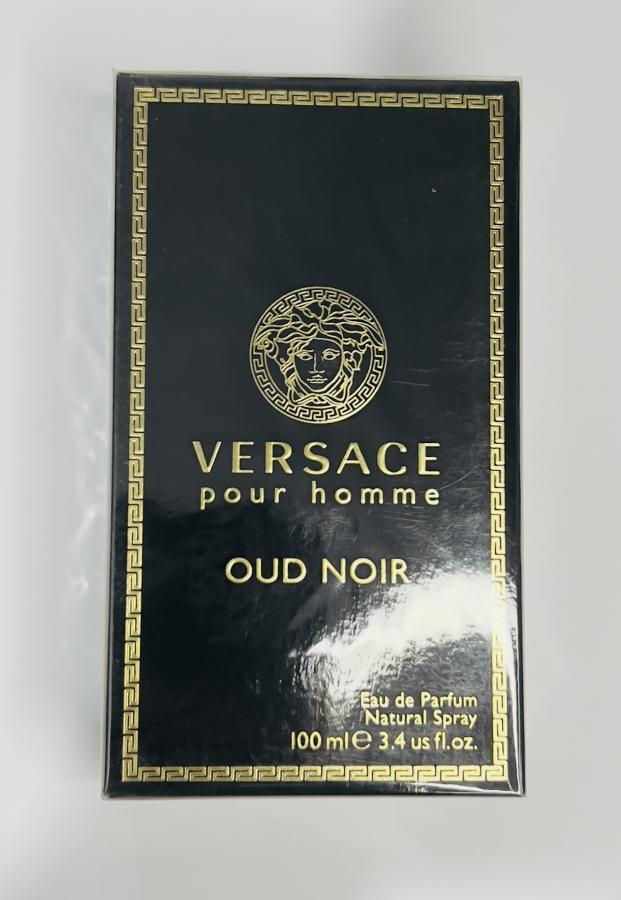 VERSACE
pour homme
OUD NOIR
Eau de Parfum
Natural Spray
100 ml ℮ 3.4 us fl.oz.